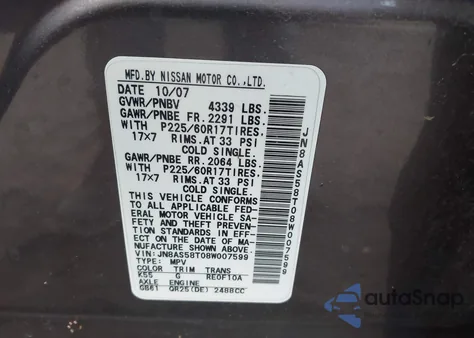 MFD.BY NISSAN MOTOR CO.,LTD.
DATE 10/07
GVWR/PNBV 4339 LBS.
GAWR/PNBE FR. 2291 LBS.
WITH P225/60R17TIRES,
17×7 RIMS.AT 33 PSI
COLD SINGLE.
GAWR/PNBE RR. 2064 LBS.
WITH P225/60R17TIRES,
17×7 RIMS.AT 33 PSI
COLD SINGLE.
THIS VEHICLE CONFORMS
TO ALL APPLICABLE FED-
ERAL MOTOR VEHICLE SA-
FETY AND THEFT PREVEN-
TION STANDARDS IN EFF-
ECT ON THE DATE OF MA-
NUFACTURE SHOWN ABOVE.
VIN: JN8AS58T08W007599
TYPE: MPV
COLOR TRIM TRANS
K55 G RE0F10A
AXLE ENGINE
GB61 QR25(DE) 2488CC
JN8AS58T08W007599
autoSnap